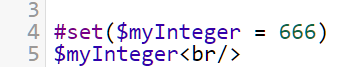 3
4 #set($myInteger = 666)
5 $myInteger<br/>